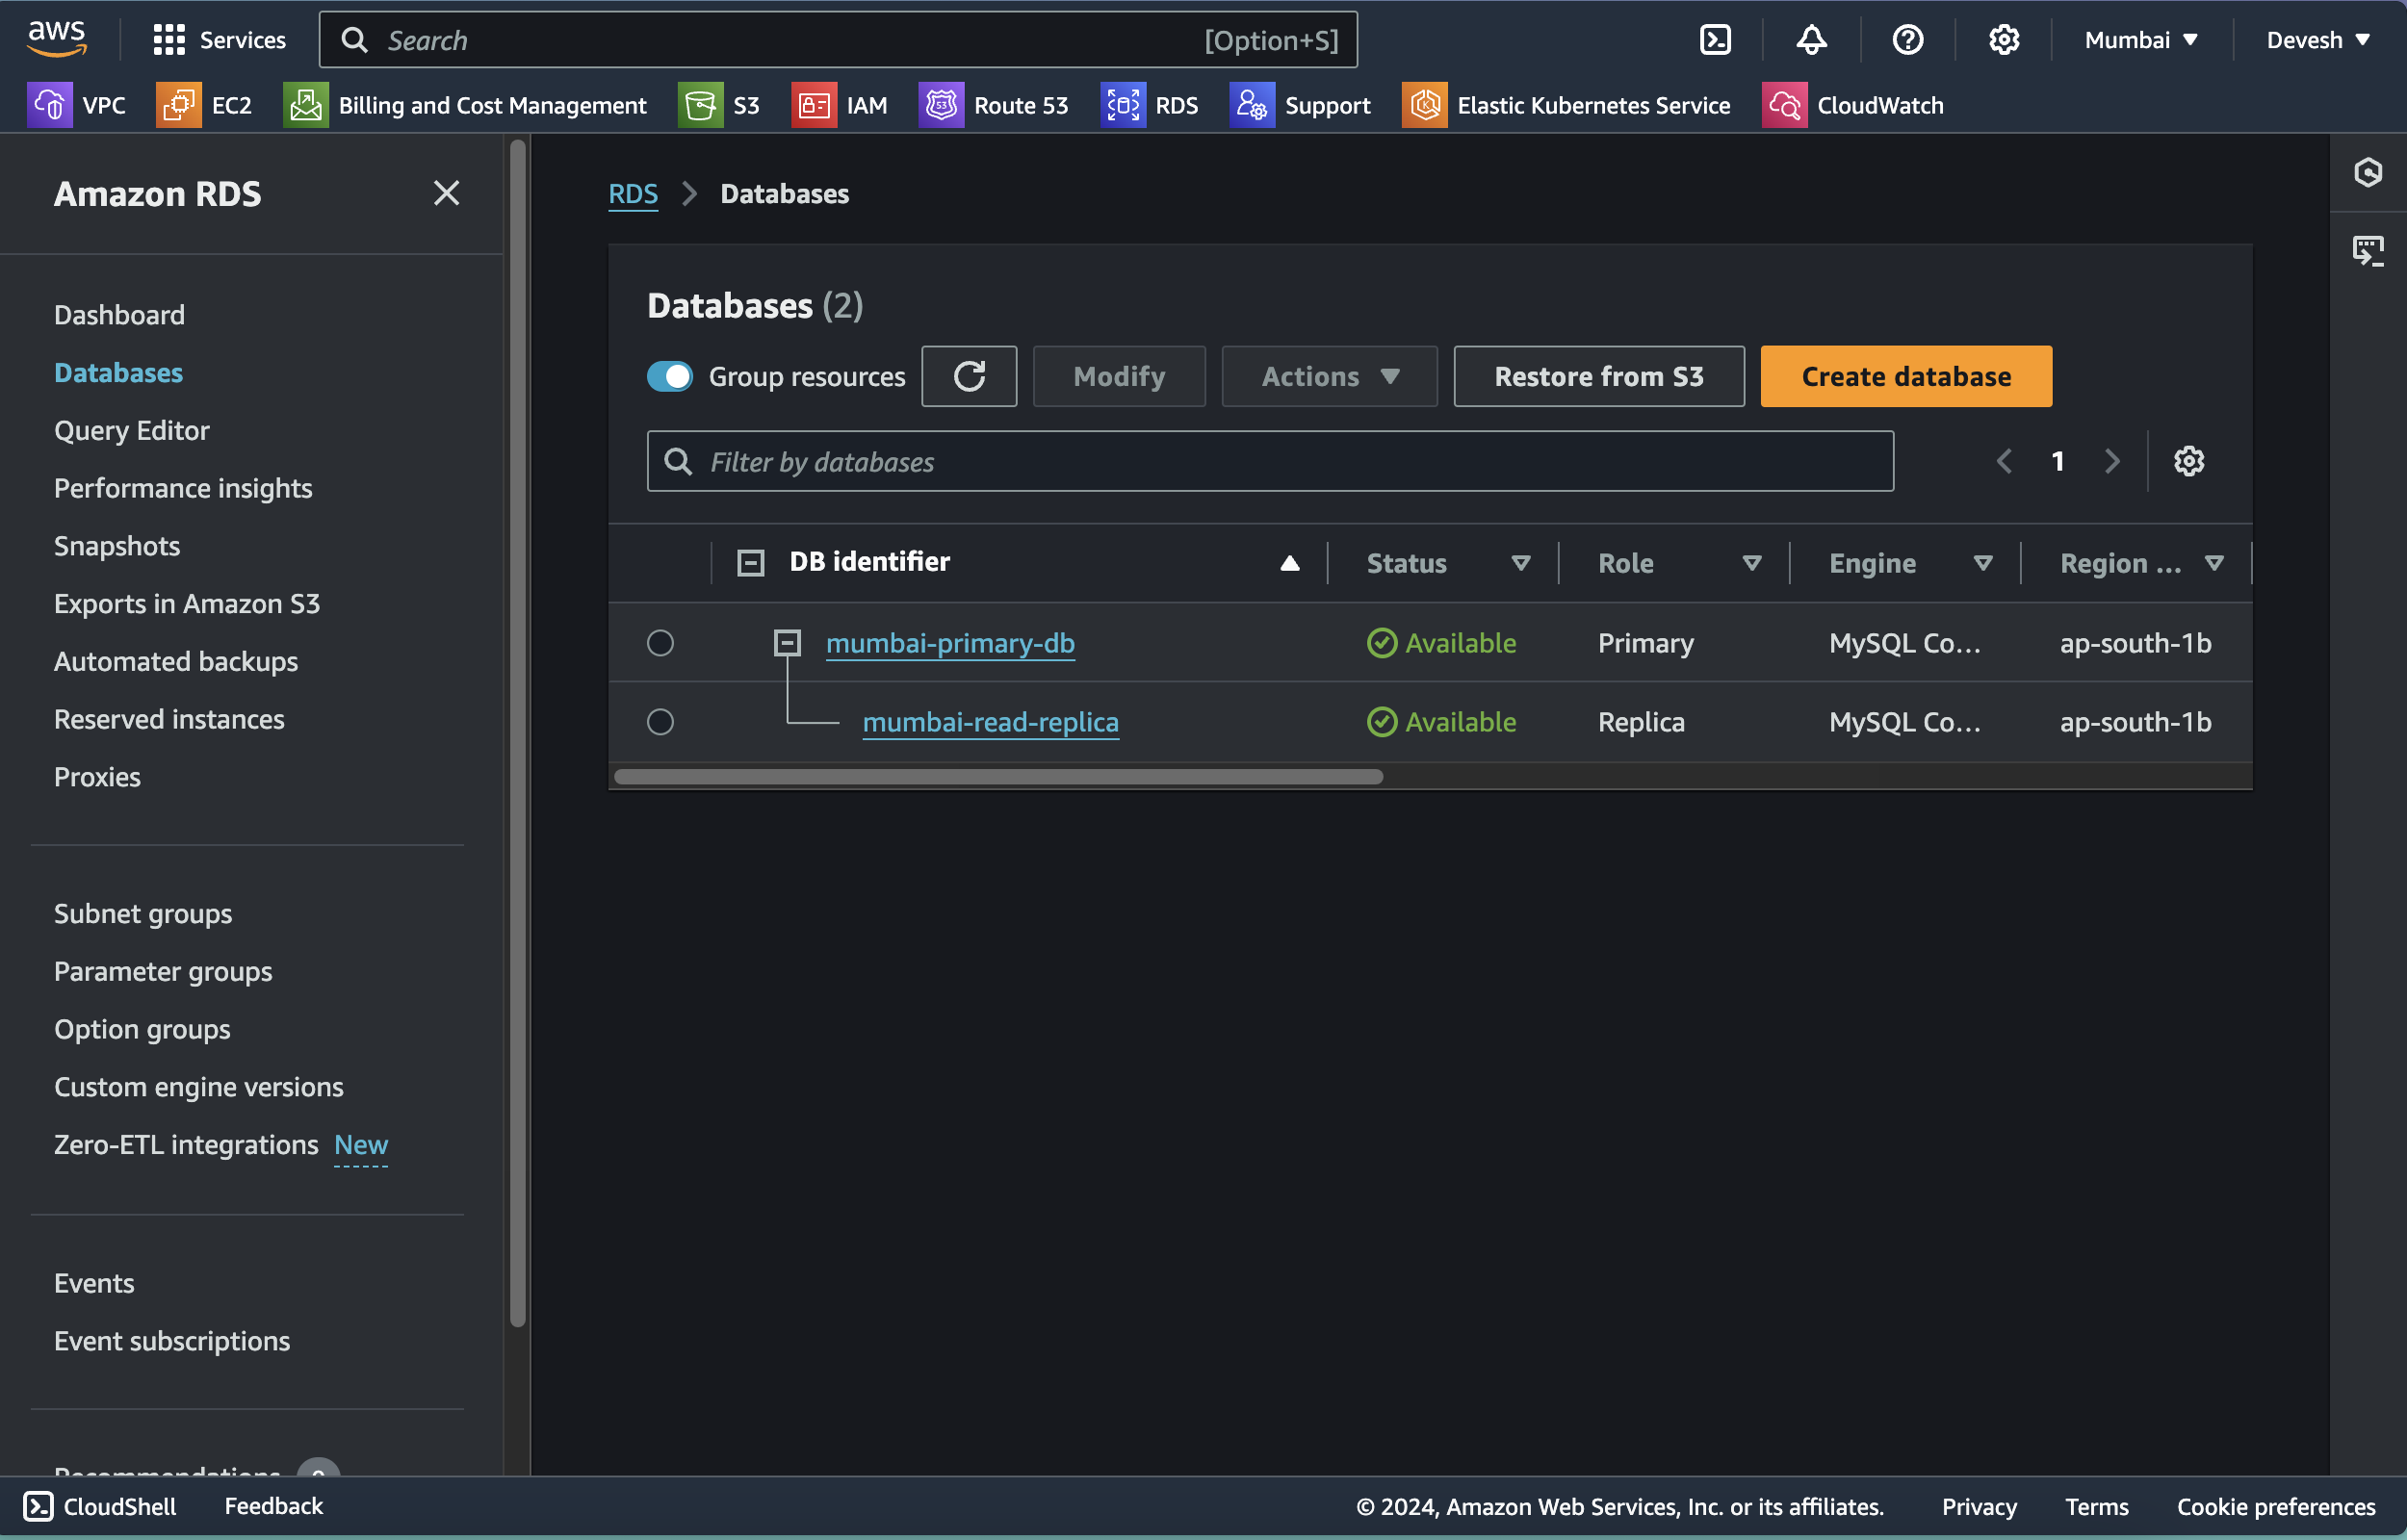 aws
Services
Search
[Option+S]
Mumbai
Devesh
VPC
EC2
Billing and Cost Management
S3
IAM
Route 53
RDS
Support
Elastic Kubernetes Service
CloudWatch
Amazon RDS
Dashboard
Databases
Query Editor
Performance insights
Snapshots
Exports in Amazon S3
Automated backups
Reserved instances
Proxies
Subnet groups
Parameter groups
Option groups
Custom engine versions
Zero-ETL integrations New
Events
Event subscriptions
Recommendations
RDS > Databases
Databases (2)
Group resources
Modify
Actions
Restore from S3
Create database
Filter by databases
1
DB identifier
Status
Role
Engine
Region ...
mumbai-primary-db
Available
Primary
MySQL Co...
ap-south-1b
mumbai-read-replica
Available
Replica
MySQL Co...
ap-south-1b
CloudShell
Feedback
© 2024, Amazon Web Services, Inc. or its affiliates.
Privacy
Terms
Cookie preferences